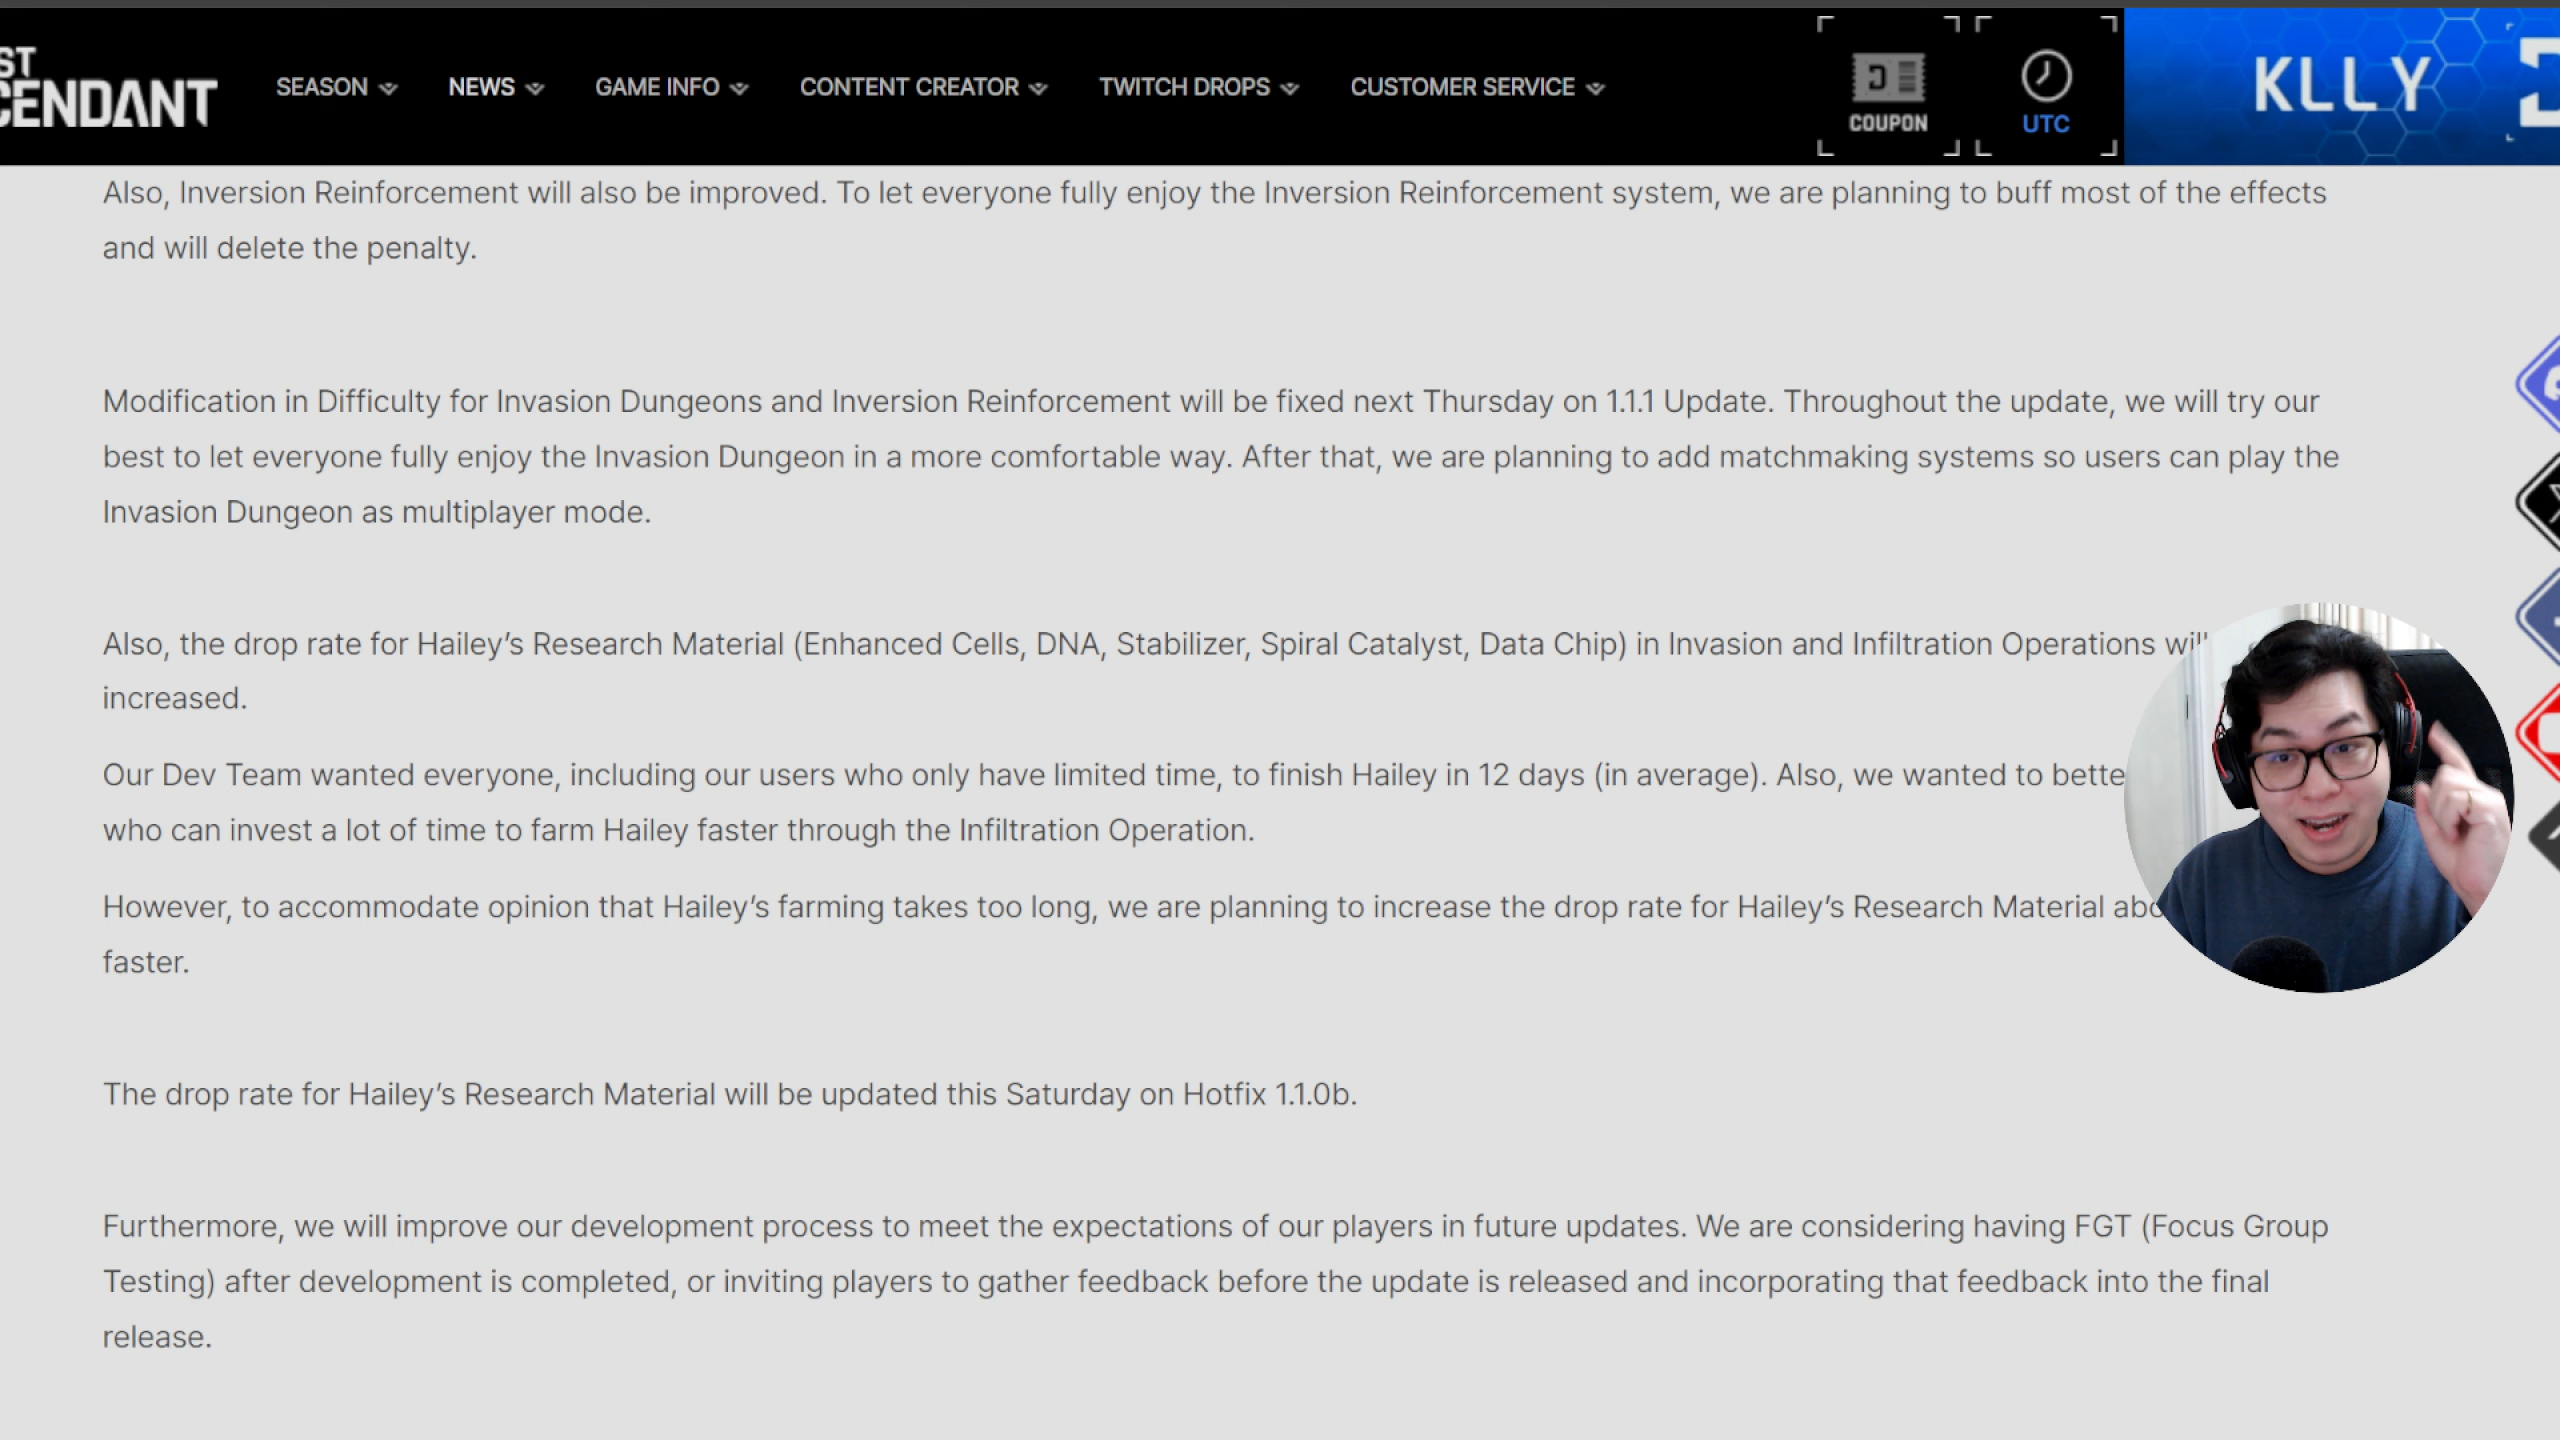 ST
CENDANT
SEASON NEWS GAME INFO CONTENT CREATOR TWITCH DROPS CUSTOMER SERVICE
COUPON
UTC
KLLY
Also, Inversion Reinforcement will also be improved. To let everyone fully enjoy the Inversion Reinforcement system, we are planning to buff most of the effects
and will delete the penalty.
Modification in Difficulty for Invasion Dungeons and Inversion Reinforcement will be fixed next Thursday on 1.1.1 Update. Throughout the update, we will try our
best to let everyone fully enjoy the Invasion Dungeon in a more comfortable way. After that, we are planning to add matchmaking systems so users can play the
Invasion Dungeon as multiplayer mode.
Also, the drop rate for Hailey’s Research Material (Enhanced Cells, DNA, Stabilizer, Spiral Catalyst, Data Chip) in Invasion and Infiltration Operations will
increased.
Our Dev Team wanted everyone, including our users who only have limited time, to finish Hailey in 12 days (in average). Also, we wanted to bette
who can invest a lot of time to farm Hailey faster through the Infiltration Operation.
However, to accommodate opinion that Hailey’s farming takes too long, we are planning to increase the drop rate for Hailey’s Research Material abo
faster.
The drop rate for Hailey’s Research Material will be updated this Saturday on Hotfix 1.1.0b.
Furthermore, we will improve our development process to meet the expectations of our players in future updates. We are considering having FGT (Focus Group
Testing) after development is completed, or inviting players to gather feedback before the update is released and incorporating that feedback into the final
release.